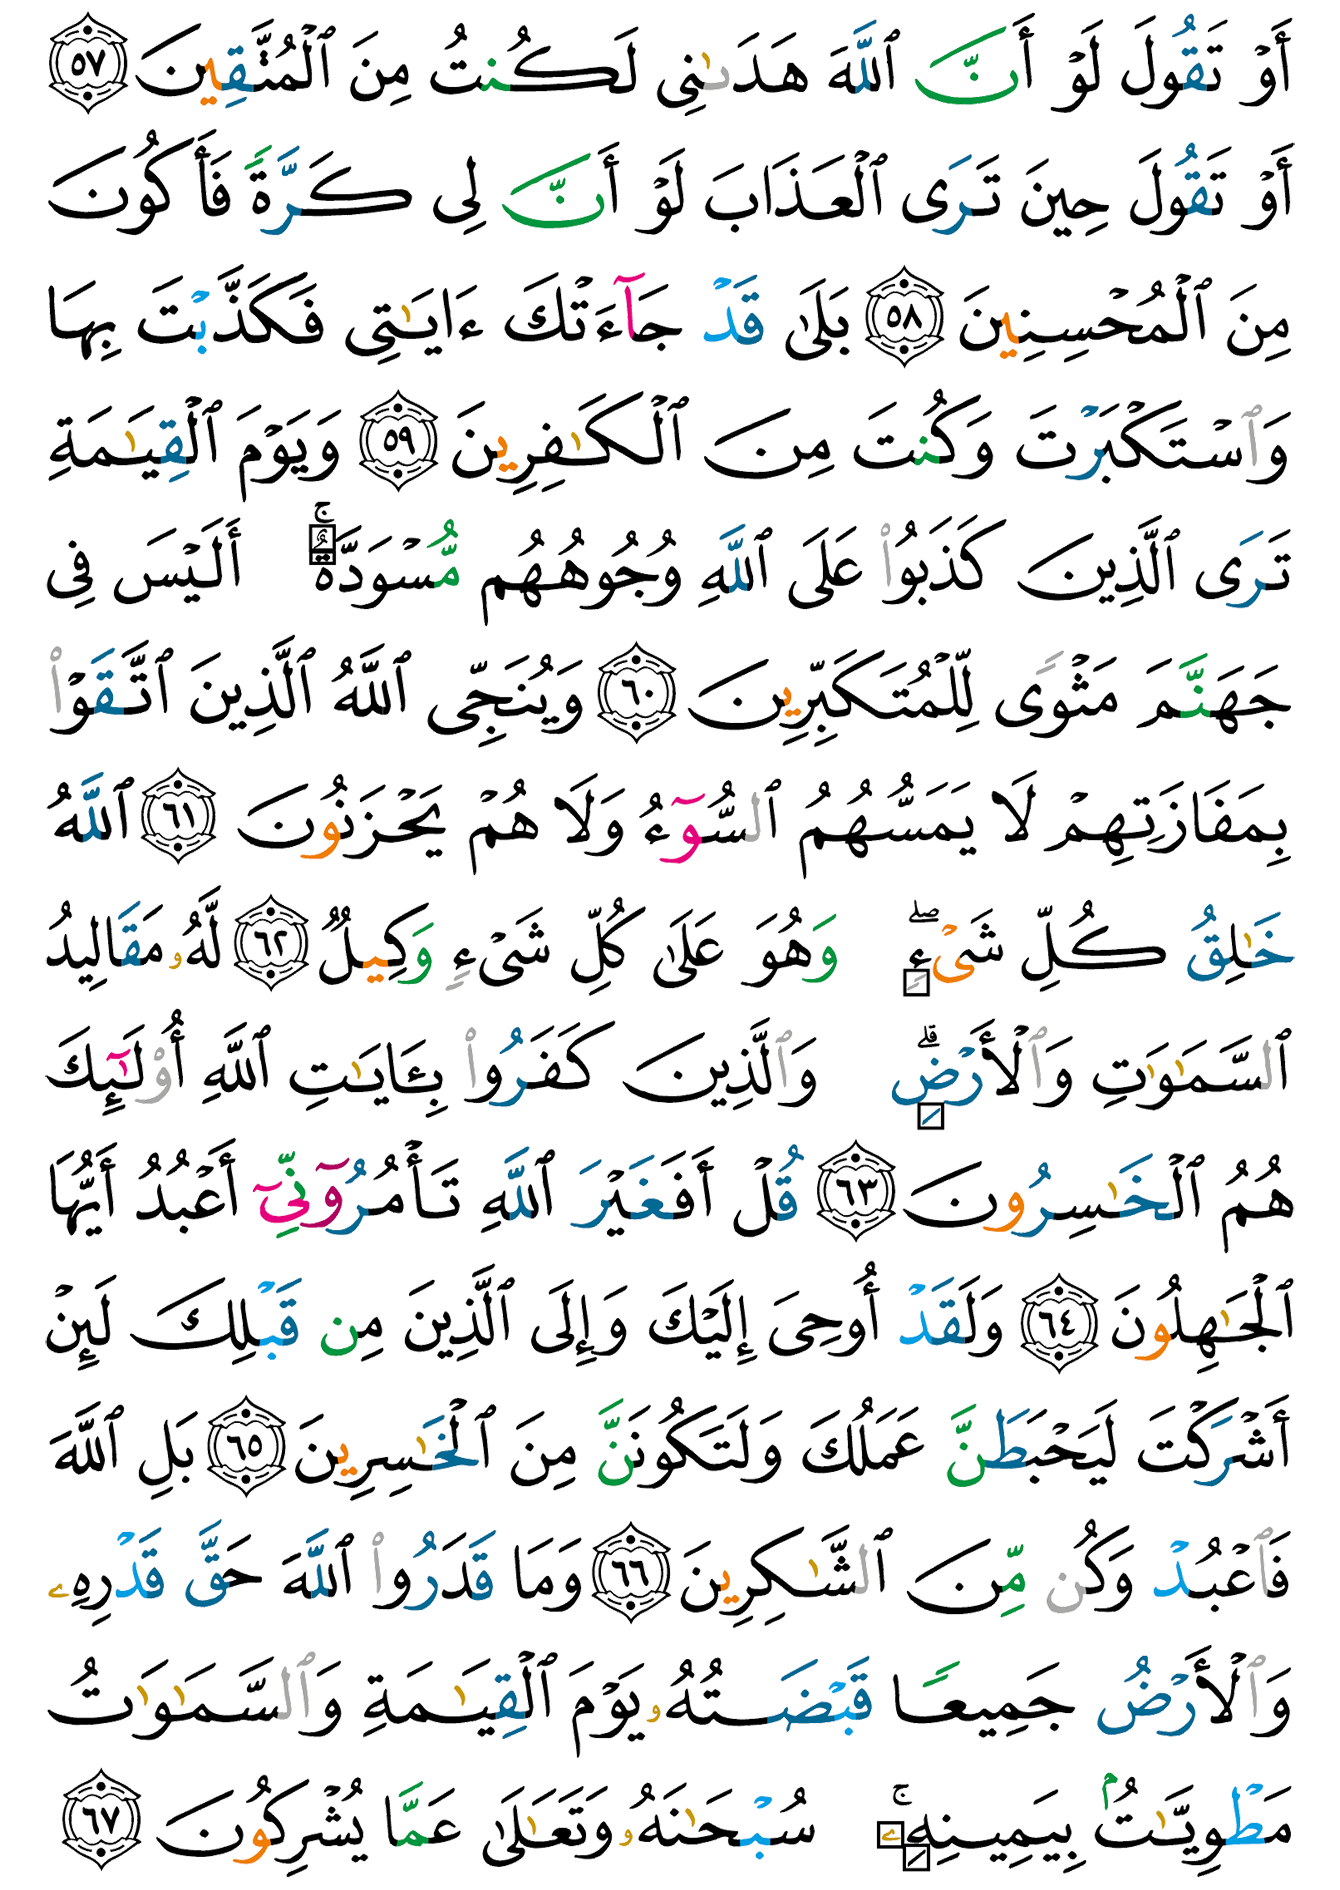 أَوْ تَقُولَ لَوْ أَنَّ ٱللَّهَ هَدَىٰنِى لَكُنتُ مِنَ ٱلْمُتَّقِينَ ٥٧
أَوْ تَقُولَ حِينَ تَرَى ٱلْعَذَابَ لَوْ أَنَّ لِى كَرَّةً فَأَكُونَ
مِنَ ٱلْمُحْسِنِينَ ٥٨ بَلَىٰ قَدْ جَآءَتْكَ ءَايَـٰتِى فَكَذَّبْتَ بِهَا
وَٱسْتَكْبَرْتَ وَكُنتَ مِنَ ٱلْكَـٰفِرِينَ ٥٩ وَيَوْمَ ٱلْقِيَـٰمَةِ
تَرَى ٱلَّذِينَ كَذَبُوا۟ عَلَى ٱللَّهِ وُجُوهُهُم مُّسْوَدَّةٌ ۚ أَلَيْسَ فِى
جَهَنَّمَ مَثْوًى لِّلْمُتَكَبِّرِينَ ٦٠ وَيُنَجِّى ٱللَّهُ ٱلَّذِينَ ٱتَّقَوْا۟
بِمَفَازَتِهِمْ لَا يَمَسُّهُمُ ٱلسُّوٓءُ وَلَا هُمْ يَحْزَنُونَ ٦١ ٱللَّهُ
خَـٰلِقُ كُلِّ شَىْءٍ ۖ وَهُوَ عَلَىٰ كُلِّ شَىْءٍ وَكِيلٌ ٦٢ لَّهُۥ مَقَالِيدُ
ٱلسَّمَـٰوَٰتِ وَٱلْأَرْضِ ۗ وَٱلَّذِينَ كَفَرُوا۟ بِـَٔايَـٰتِ ٱللَّهِ أُو۟لَـٰٓئِكَ
هُمُ ٱلْخَـٰسِرُونَ ٦٣ قُلْ أَفَغَيْرَ ٱللَّهِ تَأْمُرُوٓنِّىٓ أَعْبُدُ أَيُّهَا
ٱلْجَـٰهِلُونَ ٦٤ وَلَقَدْ أُوحِىَ إِلَيْكَ وَإِلَى ٱلَّذِينَ مِن قَبْلِكَ لَئِنْ
أَشْرَكْتَ لَيَحْبَطَنَّ عَمَلُكَ وَلَتَكُونَنَّ مِنَ ٱلْخَـٰسِرِينَ ٦٥ بَلِ ٱللَّهَ
فَٱعْبُدْ وَكُن مِّنَ ٱلشَّـٰكِرِينَ ٦٦ وَمَا قَدَرُوا۟ ٱللَّهَ حَقَّ قَدْرِهِۦ
وَٱلْأَرْضُ جَمِيعًا قَبْضَتُهُۥ يَوْمَ ٱلْقِيَـٰمَةِ وَٱلسَّمَـٰوَٰتُ
مَطْوِيَّـٰتٌۢ بِيَمِينِهِۦ ۚ سُبْحَـٰنَهُۥ وَتَعَـٰلَىٰ عَمَّا يُشْرِكُونَ ٦٧